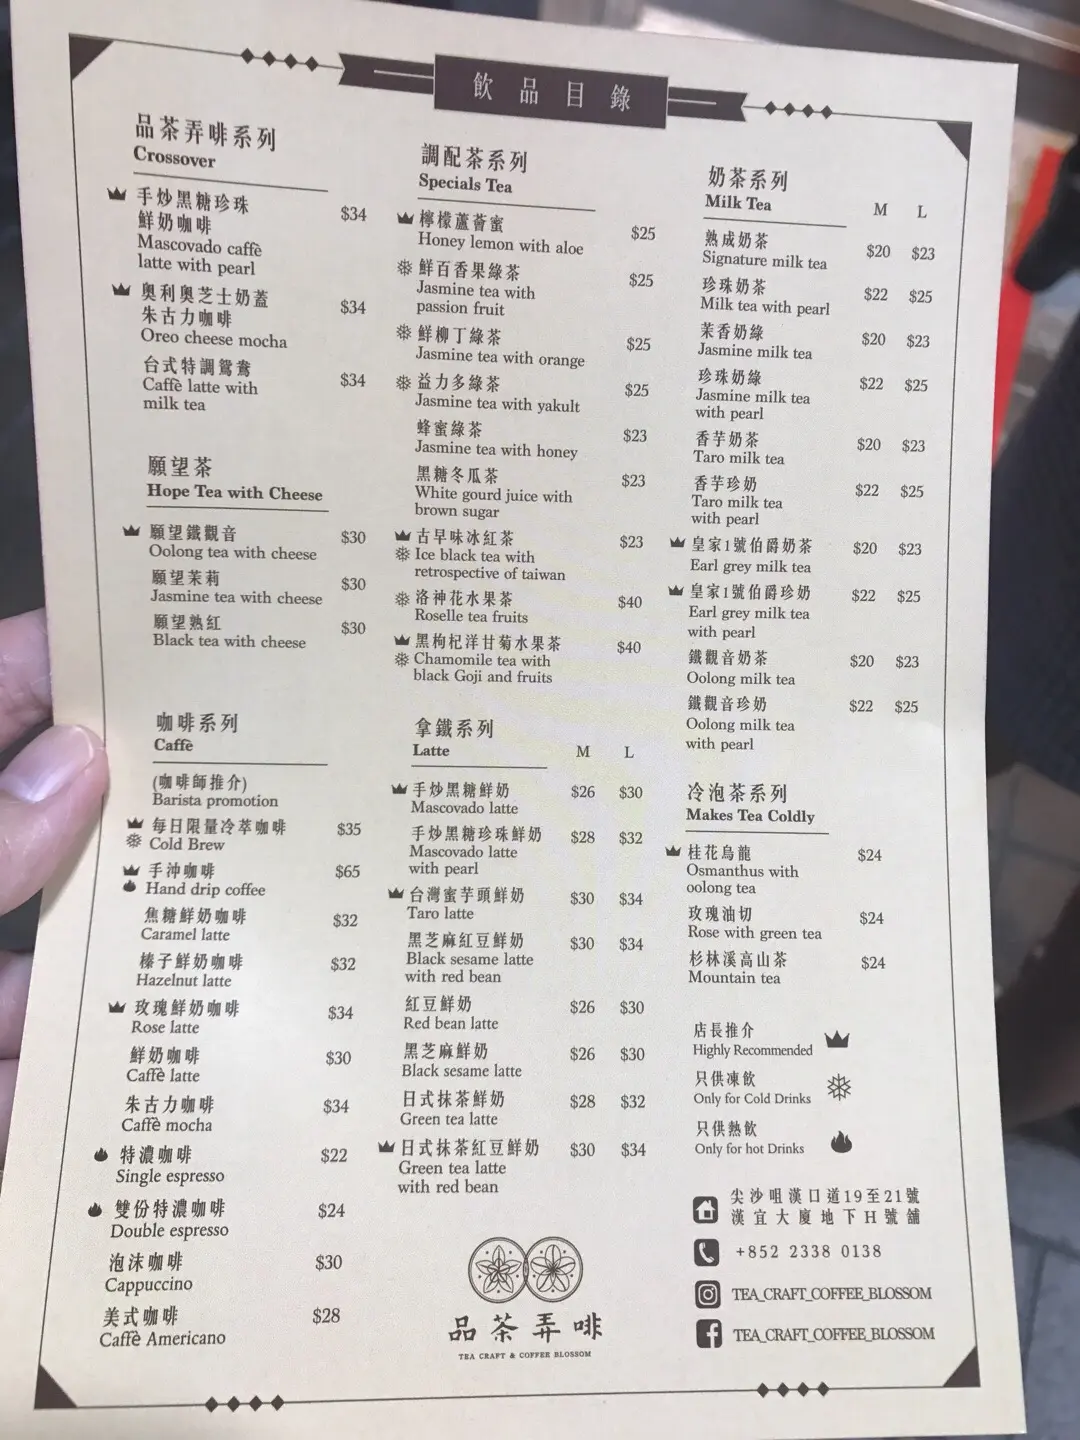 飲品目錄
品茶弄啡系列
Crossover
手炒黑糖珍珠
鮮奶咖啡 $34
Mascovado caffè
latte with pearl
奧利奧芝士奶蓋
朱古力咖啡 $34
Oreo cheese mocha
台式特調鴛鴦 $34
Caffè latte with
milk tea
願望茶
Hope Tea with Cheese
願望鐵觀音 $30
Oolong tea with cheese
願望茉莉 $30
Jasmine tea with cheese
願望熟紅 $30
Black tea with cheese
咖啡系列
Caffè
(咖啡師推介)
Barista promotion
每日限量冷萃咖啡 $35
Cold Brew
手沖咖啡 $65
Hand drip coffee
焦糖鮮奶咖啡 $32
Caramel latte
榛子鮮奶咖啡 $32
Hazelnut latte
玫瑰鮮奶咖啡 $34
Rose latte
鮮奶咖啡 $30
Caffè latte
朱古力咖啡 $34
Caffè mocha
特濃咖啡 $22
Single espresso
雙份特濃咖啡 $24
Double espresso
泡沫咖啡 $30
Cappuccino
美式咖啡 $28
Caffè Americano
調配茶系列
Specials Tea
檸檬蘆薈蜜 $25
Honey lemon with aloe
鮮百香果綠茶 $25
Jasmine tea with
passion fruit
鮮柳丁綠茶 $25
Jasmine tea with orange
益力多綠茶 $25
Jasmine tea with yakult
蜂蜜綠茶 $23
Jasmine tea with honey
黑糖冬瓜茶 $23
White gourd juice with
brown sugar
古早味冰紅茶 $23
Ice black tea with
retrospective of taiwan
洛神花水果茶 $40
Roselle tea fruits
黑枸杞洋甘菊水果茶 $40
Chamomile tea with
black Goji and fruits
拿鐵系列
Latte M L
手炒黑糖鮮奶 $26 $30
Mascovado latte
手炒黑糖珍珠鮮奶 $28 $32
Mascovado latte
with pearl
台灣蜜芋頭鮮奶 $30 $34
Taro latte
黑芝麻紅豆鮮奶 $30 $34
Black sesame latte
with red bean
紅豆鮮奶 $26 $30
Red bean latte
黑芝麻鮮奶 $26 $30
Black sesame latte
日式抹茶鮮奶 $28 $32
Green tea latte
日式抹茶紅豆鮮奶 $30 $34
Green tea latte
with red bean
品茶弄啡
TEA CRAFT & COFFEE BLOSSOM
奶茶系列
Milk Tea M L
熟成奶茶 $20 $23
Signature milk tea
珍珠奶茶 $22 $25
Milk tea with pearl
茉香奶綠 $20 $23
Jasmine milk tea
珍珠奶綠 $22 $25
Jasmine milk tea
with pearl
香芋奶茶 $20 $23
Taro milk tea
香芋珍奶 $22 $25
Taro milk tea
with pearl
皇家1號伯爵奶茶 $20 $23
Earl grey milk tea
皇家1號伯爵珍奶 $22 $25
Earl grey milk tea
with pearl
鐵觀音奶茶 $20 $23
Oolong milk tea
鐵觀音珍奶 $22 $25
Oolong milk tea
with pearl
冷泡茶系列
Makes Tea Coldly
桂花烏龍 $24
Osmanthus with
oolong tea
玫瑰油切 $24
Rose with green tea
杉林溪高山茶 $24
Mountain tea
店長推介
Highly Recommended
只供凍飲
Only for Cold Drinks
只供熱飲
Only for hot Drinks
尖沙咀漢口道19至21號
漢宜大廈地下H號舖
+852 2338 0138
TEA_CRAFT_COFFEE_BLOSSOM
TEA_CRAFT_COFFEE_BLOSSOM